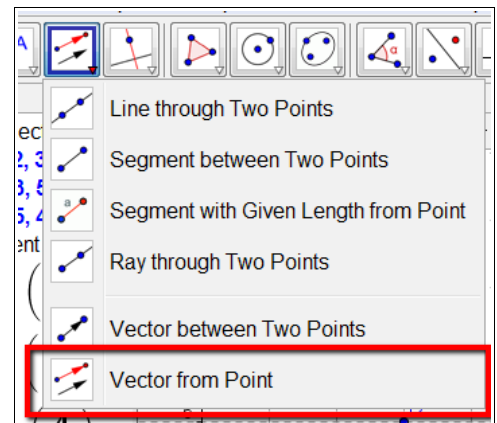 A
α
Line through Two Points
Segment between Two Points
a
Segment with Given Length from Point
Ray through Two Points
Vector between Two Points
Vector from Point